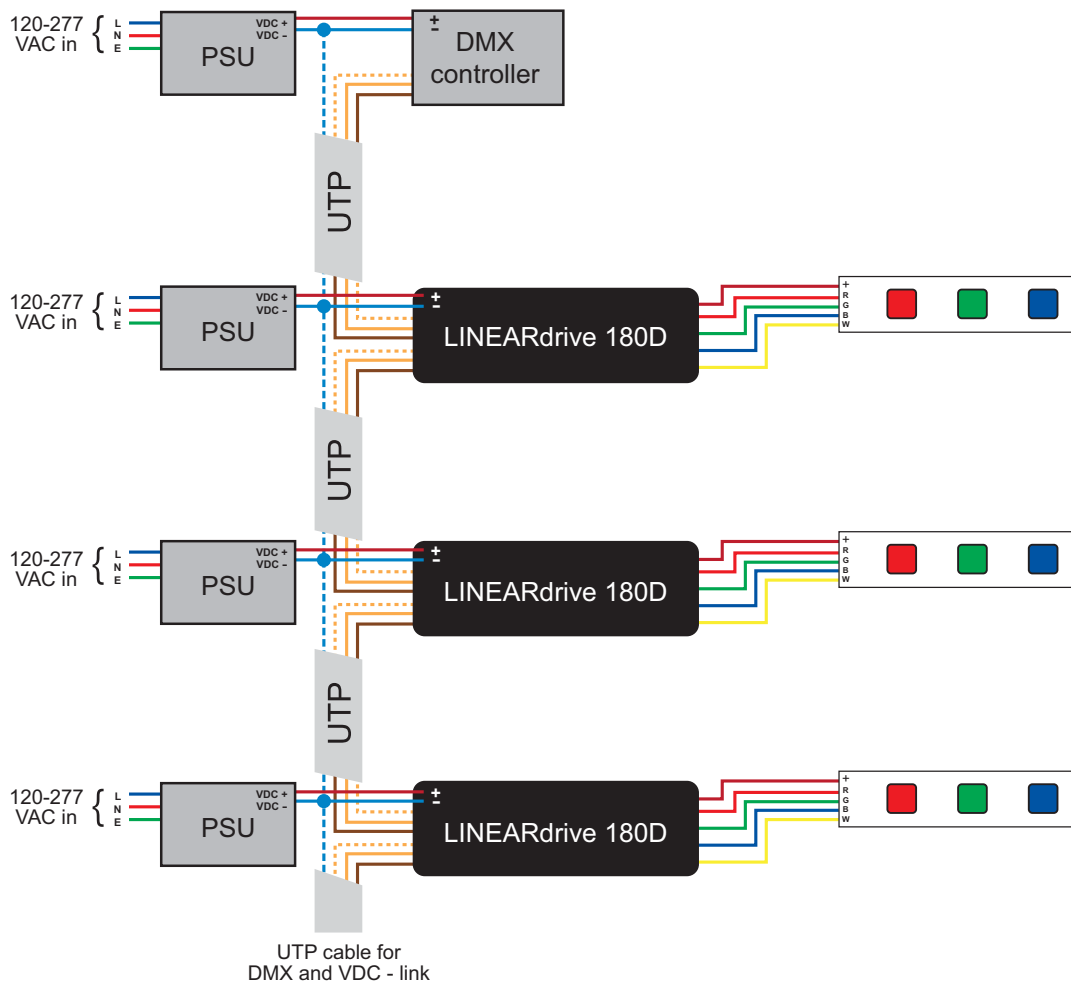 120-277
VAC in
{
L
N
E
VDC +
VDC –
PSU
+
–
DMX
controller
UTP
120-277
VAC in
{
L
N
E
VDC +
VDC –
PSU
+
–
LINEARdrive 180D
+
R
G
B
W
UTP
120-277
VAC in
{
L
N
E
VDC +
VDC –
PSU
+
–
LINEARdrive 180D
+
R
G
B
W
UTP
120-277
VAC in
{
L
N
E
VDC +
VDC –
PSU
+
–
LINEARdrive 180D
+
R
G
B
W
UTP cable for
DMX and VDC - link